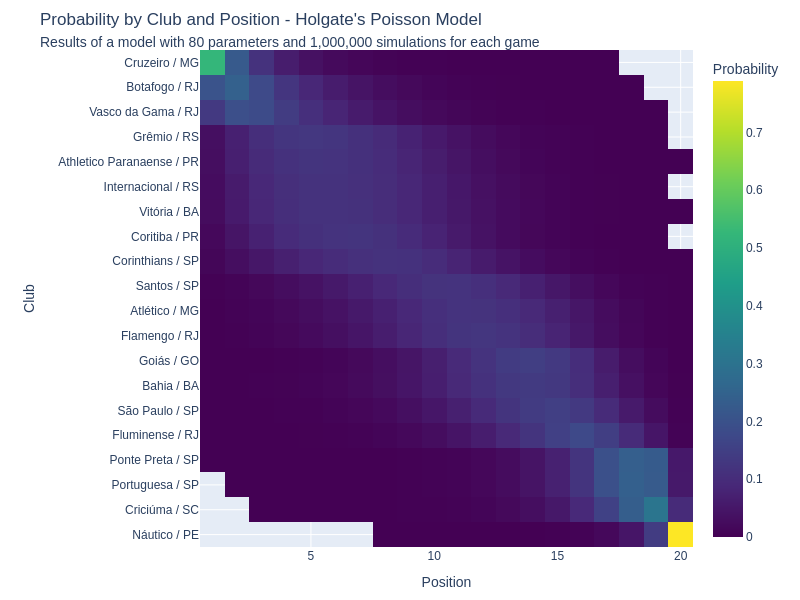 Probability by Club and Position - Holgate's Poisson Model
Results of a model with 80 parameters and 1,000,000 simulations for each game
Probability
Cruzeiro / MG
Botafogo / RJ
Vasco da Gama / RJ
Grêmio / RS
Athletico Paranaense / PR
Internacional / RS
Vitória / BA
Coritiba / PR
Corinthians / SP
Santos / SP
Atlético / MG
Flamengo / RJ
Goiás / GO
Bahia / BA
São Paulo / SP
Fluminense / RJ
Ponte Preta / SP
Portuguesa / SP
Criciúma / SC
Náutico / PE
Club
5
10
15
20
Position
0.7
0.6
0.5
0.4
0.3
0.2
0.1
0